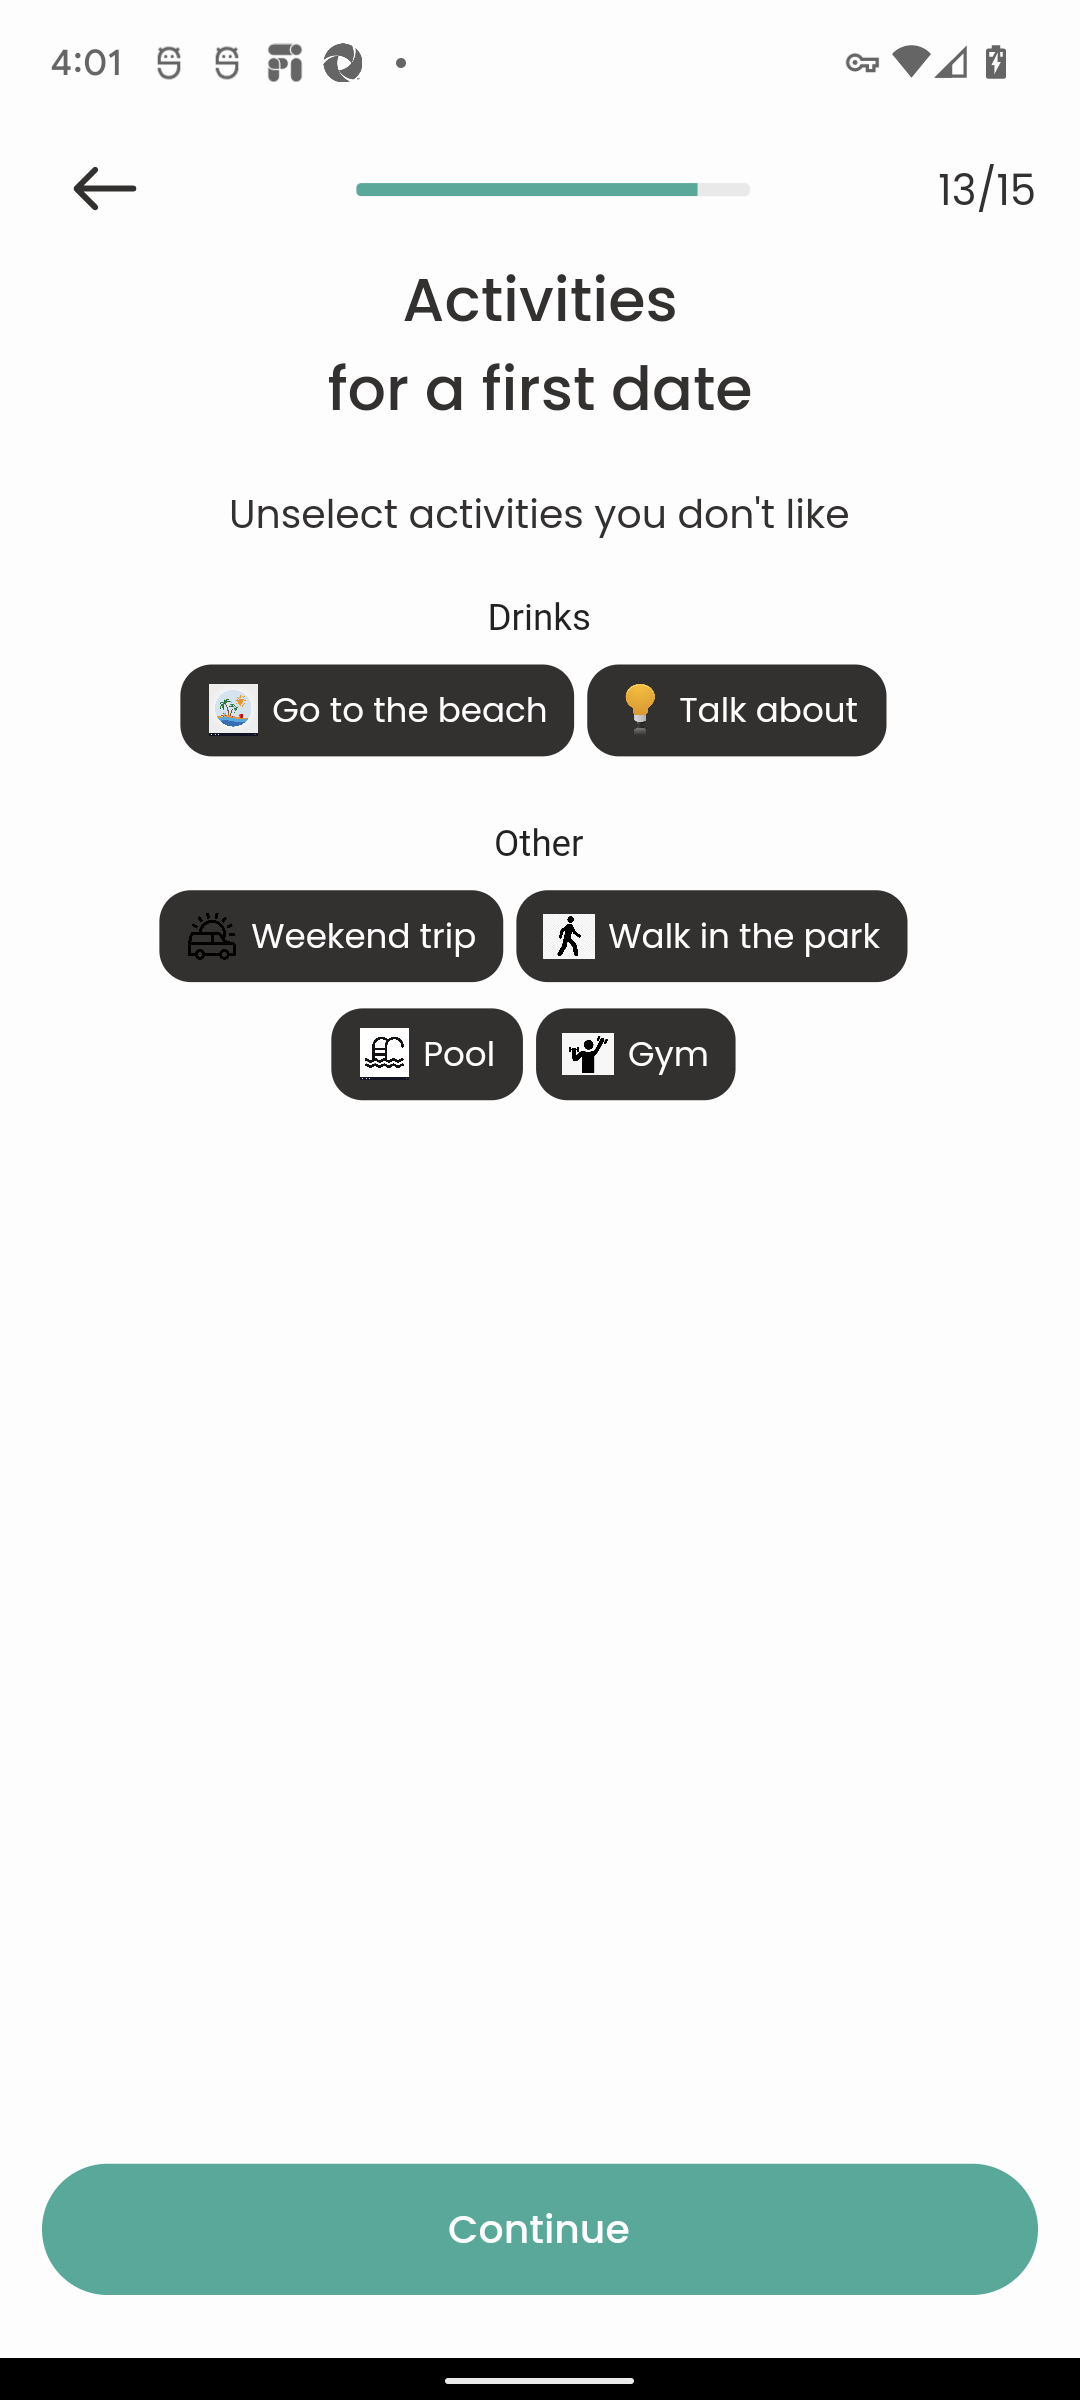 4:01
13/15
Activities
for a first date
Unselect activities you don't like
Drinks
Go to the beach
Talk about
Other
Weekend trip
Walk in the park
Pool
Gym
Continue